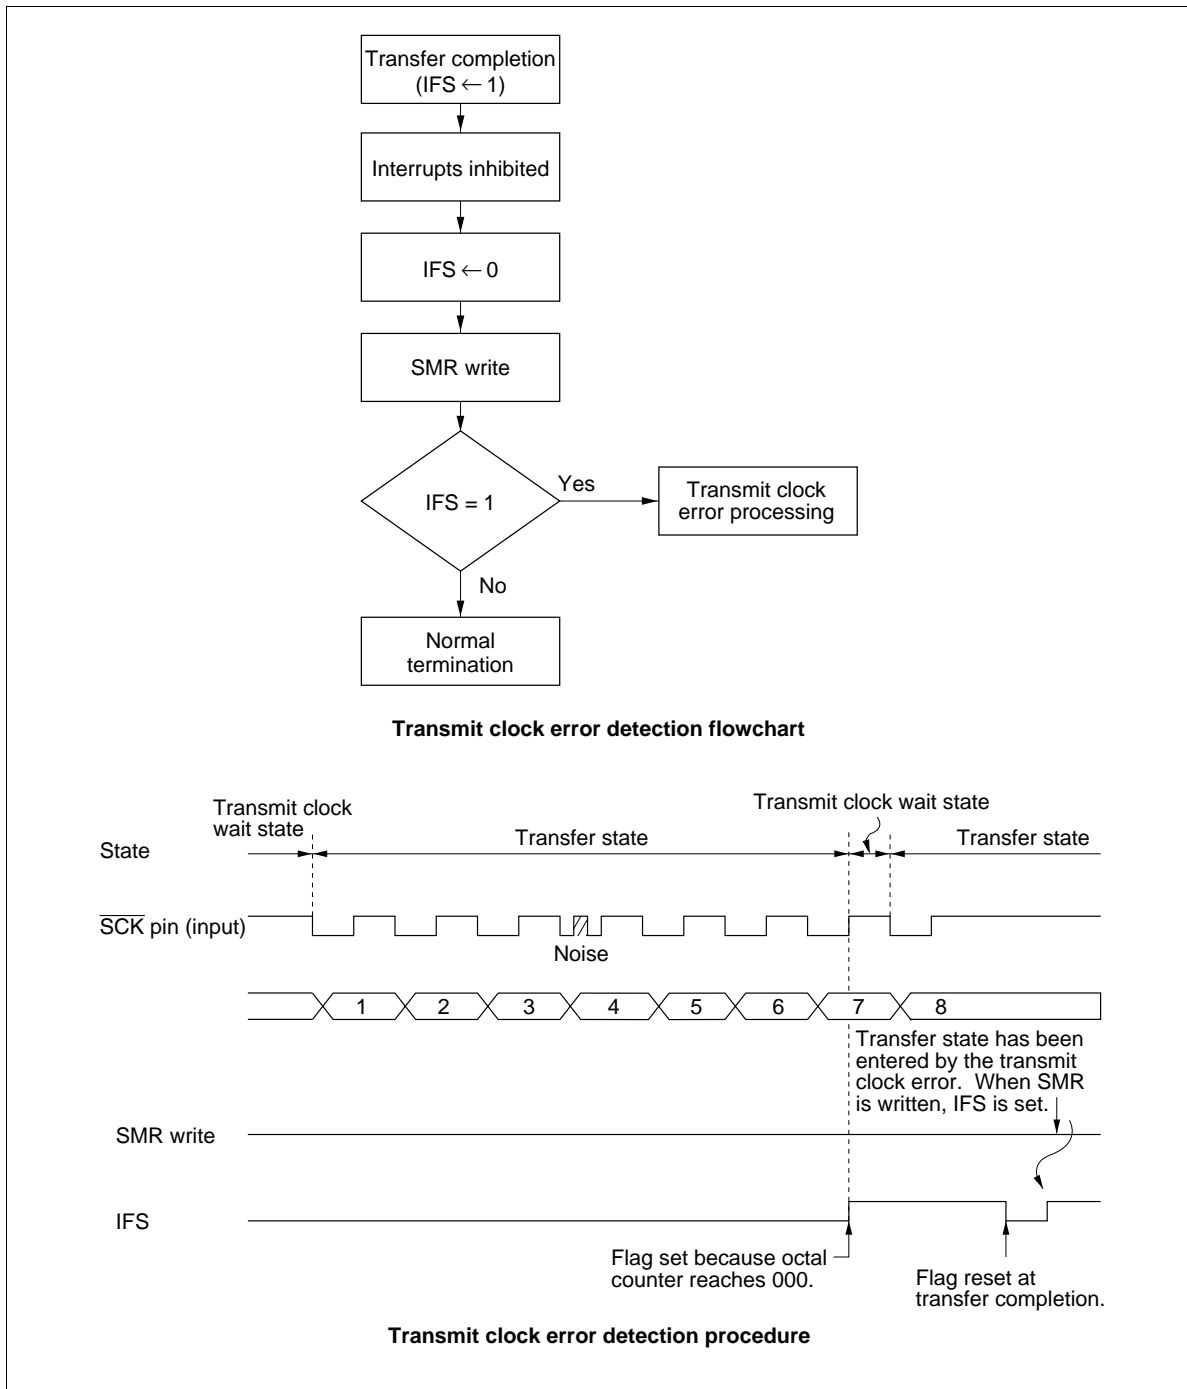 Transfer completion
(IFS ← 1)
Interrupts inhibited
IFS ← 0
SMR write
IFS = 1
Yes
Transmit clock
error processing
No
Normal
termination
Transmit clock error detection flowchart
Transmit clock
wait state
Transmit clock wait state
State
Transfer state
Transfer state
SCK pin (input)
Noise
1 2 3 4 5 6 7 8
Transfer state has been
entered by the transmit
clock error. When SMR
is written, IFS is set.
SMR write
IFS
Flag set because octal
counter reaches 000.
Flag reset at
transfer completion.
Transmit clock error detection procedure